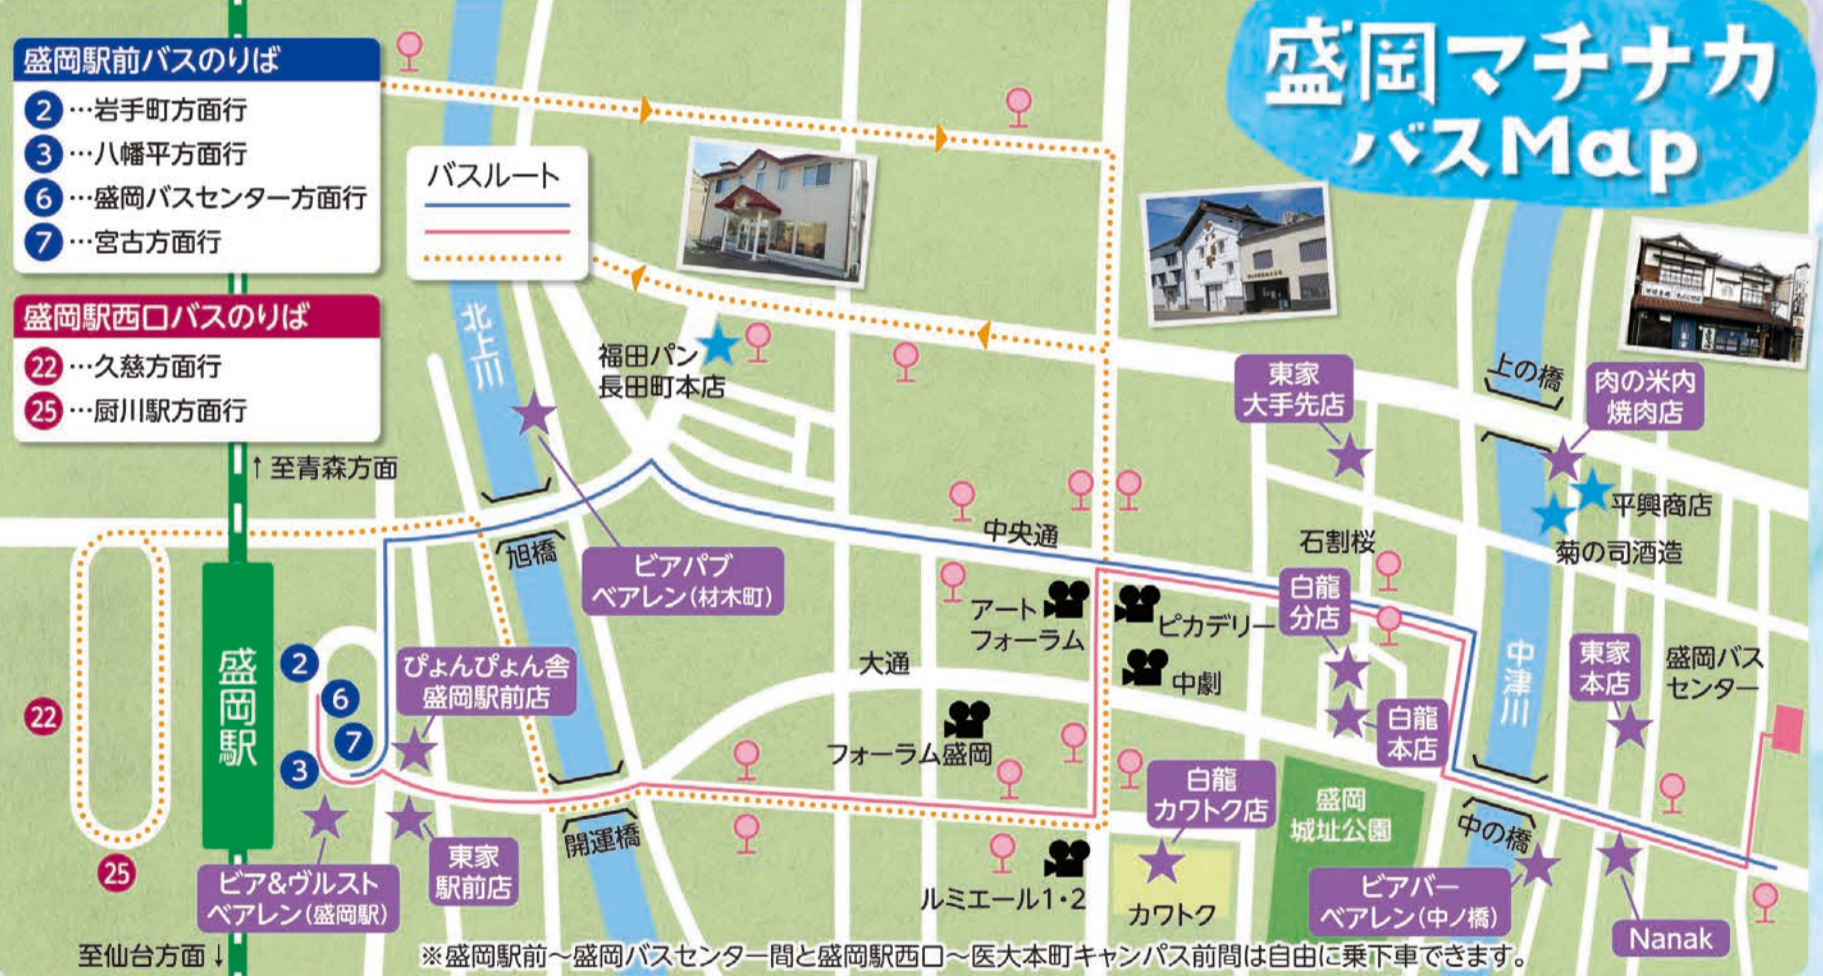 盛岡マチナカ
バスMap
盛岡駅前バスのりば
2…岩手町方面行
3…八幡平方面行
6…盛岡バスセンター方面行
7…宮古方面行
盛岡駅西口バスのりば
22…久慈方面行
25…厨川駅方面行
バスルート
↑至青森方面
北上川
福田パン
長田町本店
東家
大手先店
上の橋
肉の米内
焼肉店
平興商店
菊の司酒造
旭橋
ビアパブ
ベアレン(材木町)
中央通
石割桜
白龍
分店
アート
フォーラム
ピカデリー
中劇
大通
フォーラム盛岡
白龍
本店
中津川
東家
本店
盛岡バス
センター
盛岡駅
2
6
7
3
22
25
ぴょんぴょん舎
盛岡駅前店
ビア&ヴルスト
ベアレン(盛岡駅)
東家
駅前店
開運橋
ルミエール1・2
白龍
カワトク店
カワトク
盛岡
城址公園
中の橋
ビアバー
ベアレン(中ノ橋)
Nanak
至仙台方面↓
※盛岡駅前〜盛岡バスセンター間と盛岡駅西口〜医大本町キャンパス前間は自由に乗下車できます。